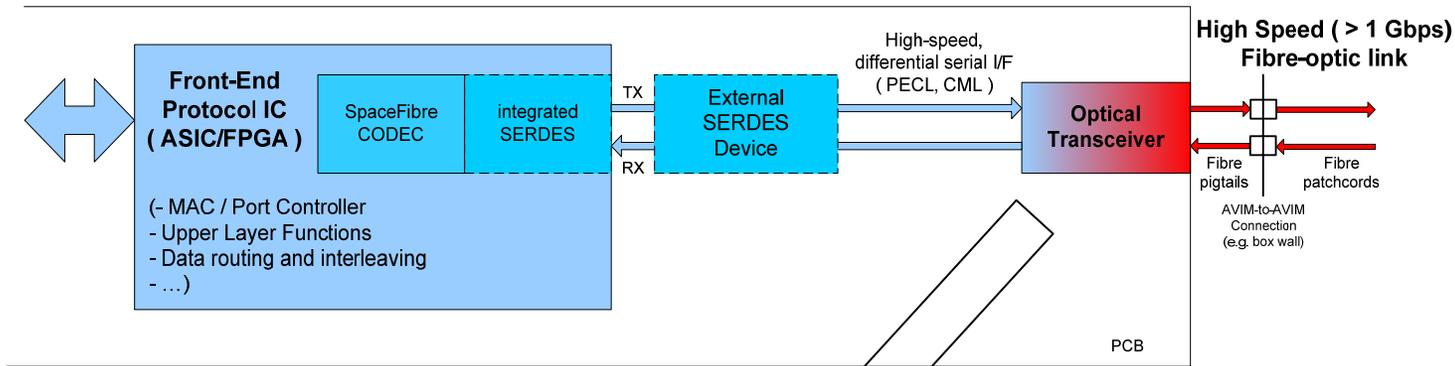 Front-End
Protocol IC
( ASIC/FPGA )
SpaceFibre
CODEC
integrated
SERDES
(- MAC / Port Controller
- Upper Layer Functions
- Data routing and interleaving
- ...)
TX
RX
External
SERDES
Device
High-speed,
differential serial I/F
( PECL, CML )
Optical
Transceiver
High Speed ( > 1 Gbps)
Fibre-optic link
Fibre
pigtails
Fibre
patchcords
AVIM-to-AVIM
Connection
(e.g. box wall)
PCB